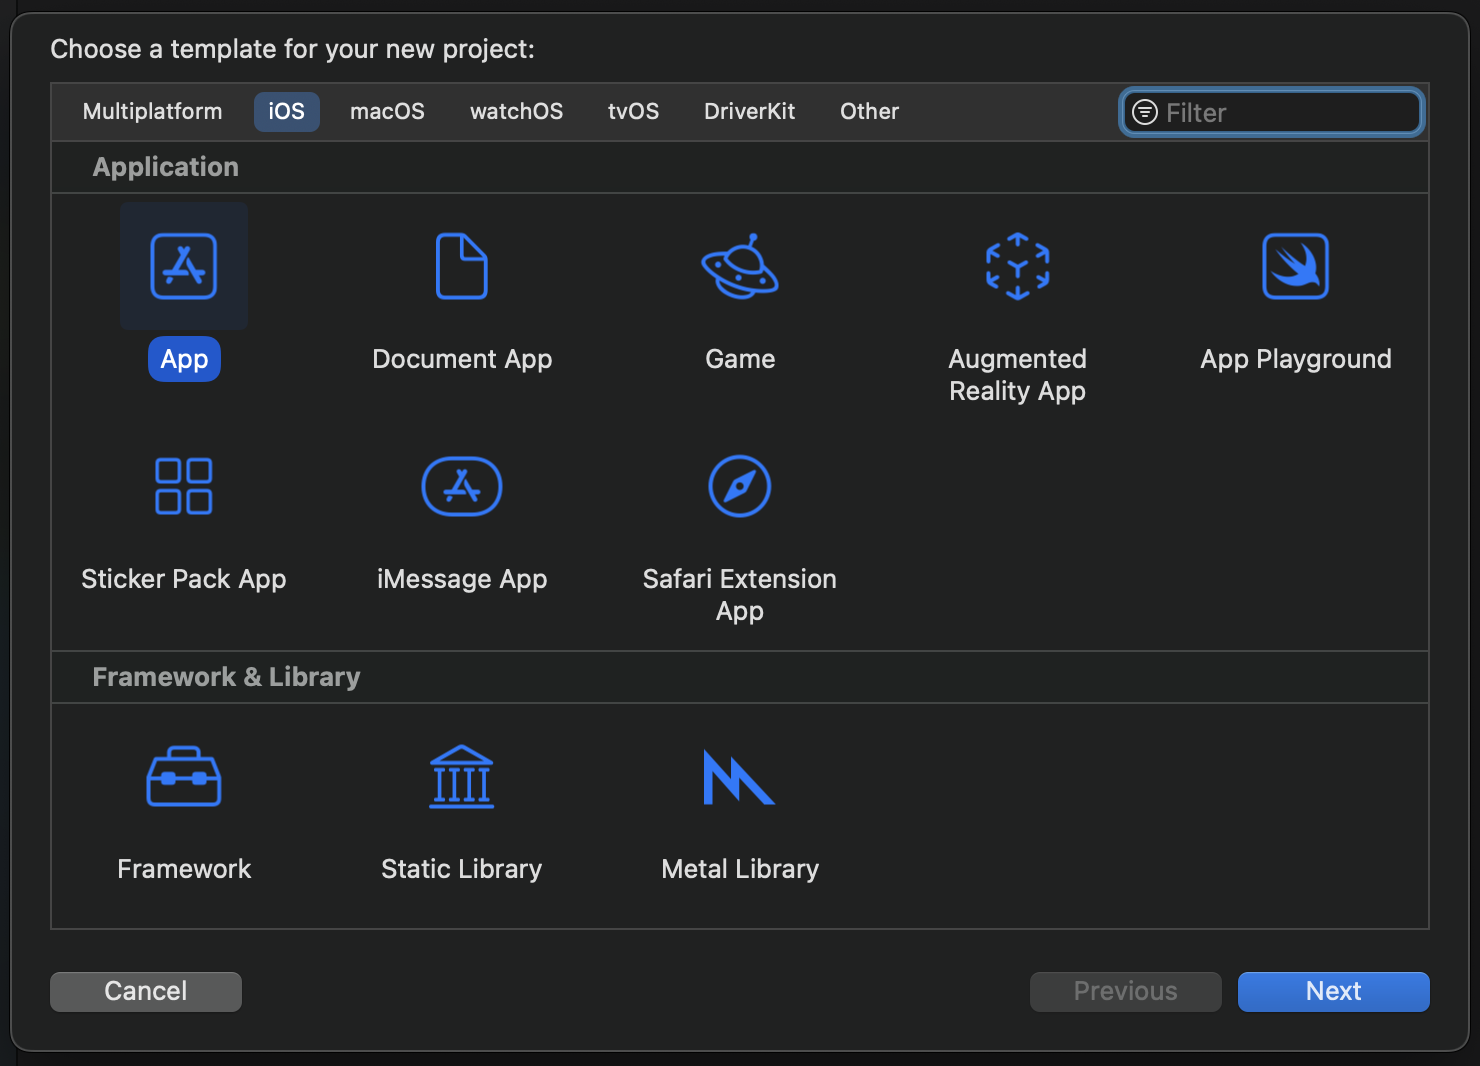 Choose a template for your new project:
Multiplatform iOS macOS watchOS tvOS DriverKit Other Filter
Application
App Document App Game Augmented Reality App App Playground
Sticker Pack App iMessage App Safari Extension App
Framework & Library
Framework Static Library Metal Library
Cancel Previous Next